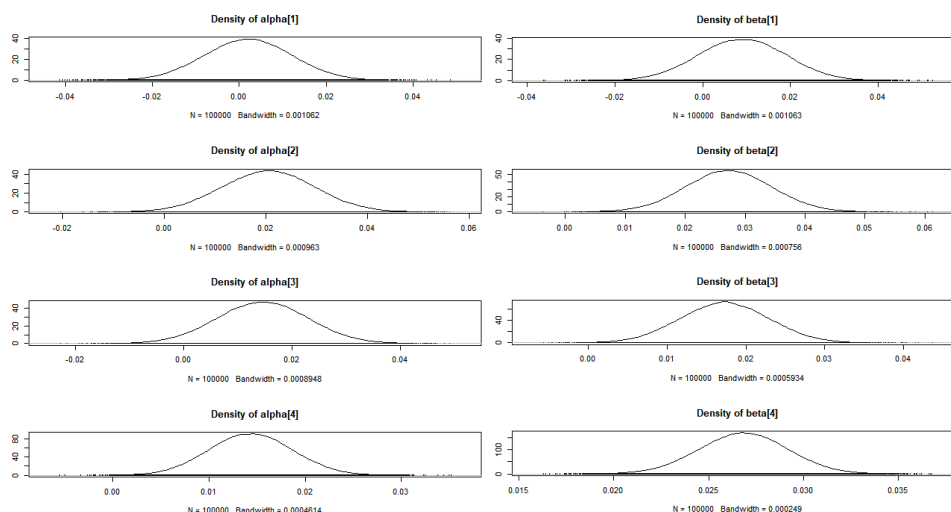 Density of alpha[1]
0 20 40
-0.04 -0.02 0.00 0.02 0.04
N = 100000 Bandwidth = 0.001062
Density of beta[1]
0 20 40
-0.04 -0.02 0.00 0.02 0.04
N = 100000 Bandwidth = 0.001063
Density of alpha[2]
0 20 40
-0.02 0.00 0.02 0.04 0.06
N = 100000 Bandwidth = 0.000963
Density of beta[2]
0 20 50
0.00 0.01 0.02 0.03 0.04 0.05 0.06
N = 100000 Bandwidth = 0.000756
Density of alpha[3]
0 20 40
-0.02 0.00 0.02 0.04
N = 100000 Bandwidth = 0.0008948
Density of beta[3]
0 40
0.00 0.01 0.02 0.03 0.04
N = 100000 Bandwidth = 0.0005934
Density of alpha[4]
0 40 80
0.00 0.01 0.02 0.03
N = 100000 Bandwidth = 0.0004614
Density of beta[4]
0 100
0.015 0.020 0.025 0.030 0.035
N = 100000 Bandwidth = 0.000249